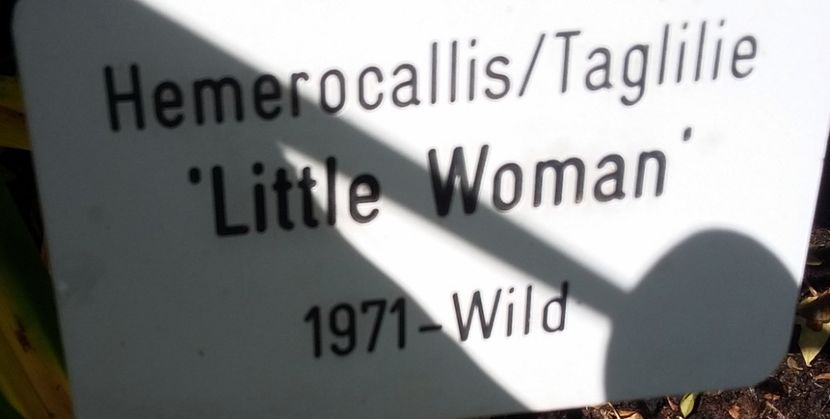 Hemerocallis/Taglilie
'Little Woman'
1971-Wild